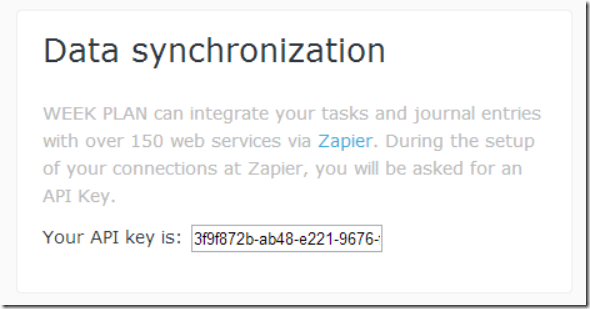 Data synchronization
WEEK PLAN can integrate your tasks and journal entries
with over 150 web services via Zapier. During the setup
of your connections at Zapier, you will be asked for an
API Key.
Your API key is: 3f9f872b-ab48-e221-9676-